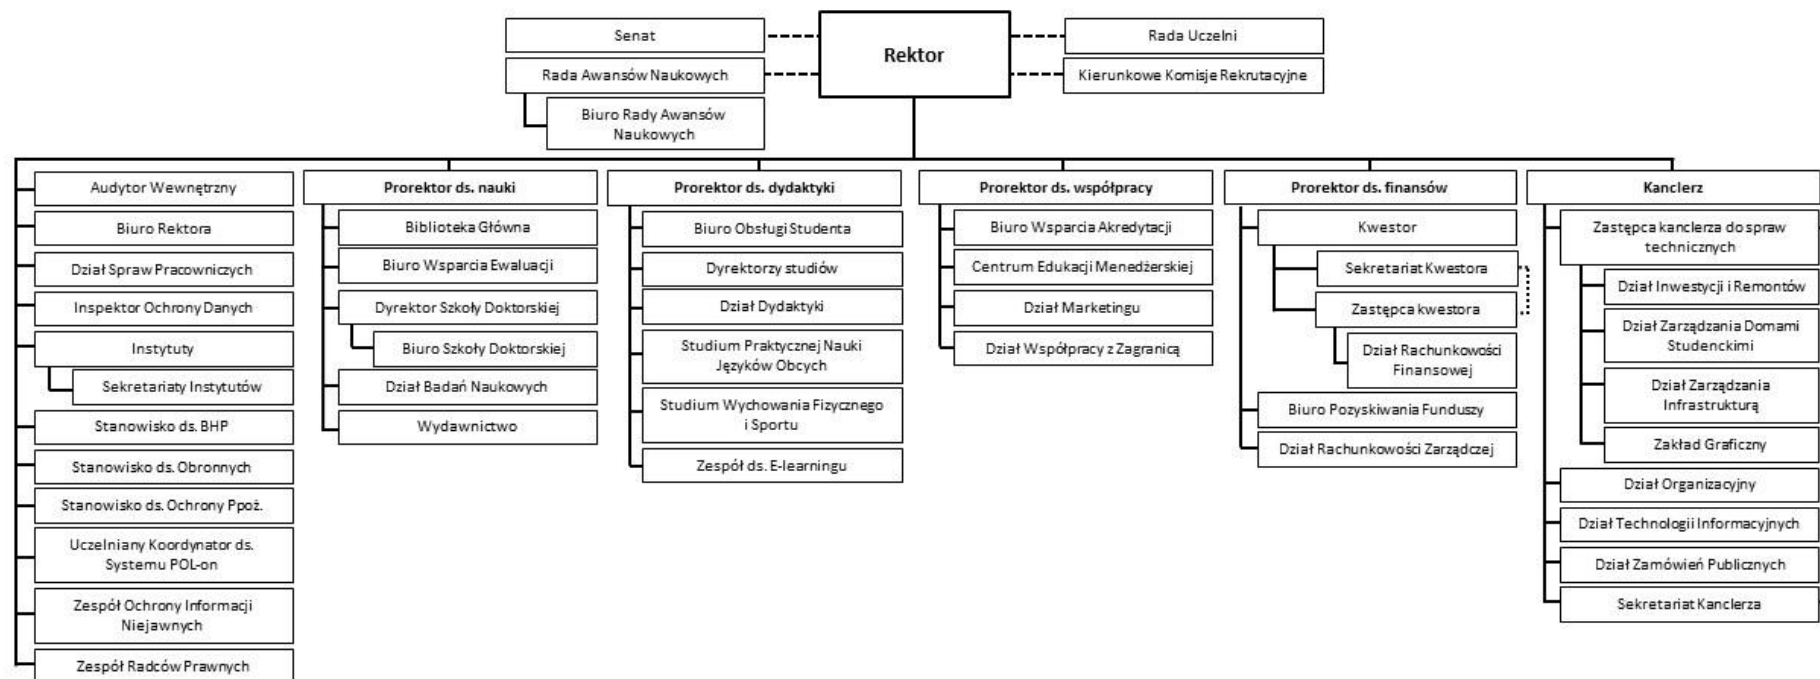 Senat
Rada Awansów Naukowych
Biuro Rady Awansów
Naukowych
Rektor
Rada Uczelni
Kierunkowe Komisje Rekrutacyjne
Audytor Wewnętrzny
Biuro Rektora
Dział Spraw Pracowniczych
Inspektor Ochrony Danych
Instytuty
Sekretariaty Instytutów
Stanowisko ds. BHP
Stanowisko ds. Obronnych
Stanowisko ds. Ochrony Ppoż.
Uczelniany Koordynator ds.
Systemu POL-on
Zespół Ochrony Informacji
Niejawnych
Zespół Radców Prawnych
Prorektor ds. nauki
Biblioteka Główna
Biuro Wsparcia Ewaluacji
Dyrektor Szkoły Doktorskiej
Biuro Szkoły Doktorskiej
Dział Badań Naukowych
Wydawnictwo
Prorektor ds. dydaktyki
Biuro Obsługi Studenta
Dyrektorzy studiów
Dział Dydaktyki
Studium Praktycznej Nauki
Języków Obcych
Studium Wychowania Fizycznego
i Sportu
Zespół ds. E-learningu
Prorektor ds. współpracy
Biuro Wsparcia Akredytacji
Centrum Edukacji Menedżerskiej
Dział Marketingu
Dział Współpracy z Zagranicą
Prorektor ds. finansów
Kwestor
Sekretariat Kwestora
Zastępca kwestora
Dział Rachunkowości
Finansowej
Biuro Pozyskiwania Funduszy
Dział Rachunkowości Zarządczej
Kanclerz
Zastępca kanclerza do spraw
technicznych
Dział Inwestycji i Remontów
Dział Zarządzania Domami
Studenckimi
Dział Zarządzania
Infrastrukturą
Zakład Graficzny
Dział Organizacyjny
Dział Technologii Informacyjnych
Dział Zamówień Publicznych
Sekretariat Kanclerza